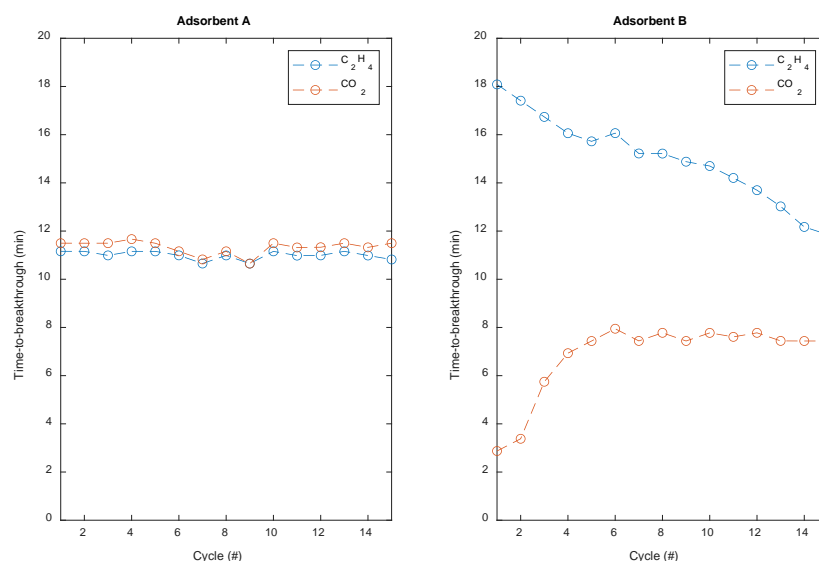 Adsorbent A
20
18
16
14
12
10
8
6
4
2
0
2 4 6 8 10 12 14
Time-to-breakthrough (min)
Cycle (#)
C2H4
CO2
Adsorbent B
20
18
16
14
12
10
8
6
4
2
0
2 4 6 8 10 12 14
Time-to-breakthrough (min)
Cycle (#)
C2H4
CO2